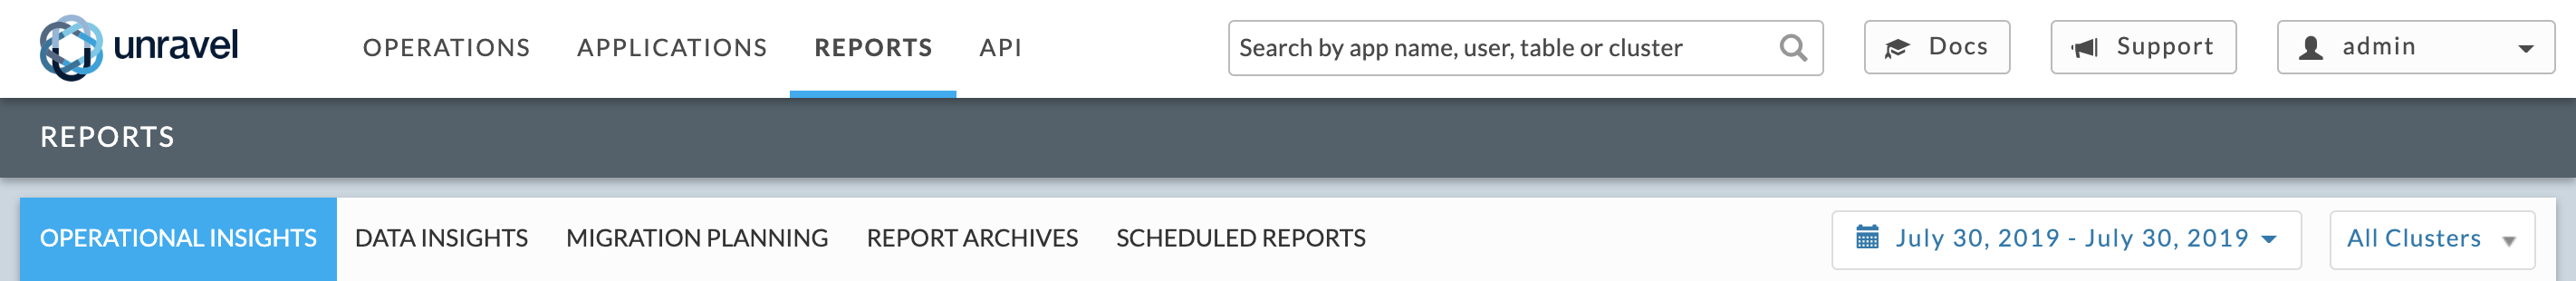 unravel OPERATIONS APPLICATIONS REPORTS API Search by app name, user, table or cluster Docs Support admin
REPORTS
OPERATIONAL INSIGHTS DATA INSIGHTS MIGRATION PLANNING REPORT ARCHIVES SCHEDULED REPORTS July 30, 2019 - July 30, 2019 All Clusters